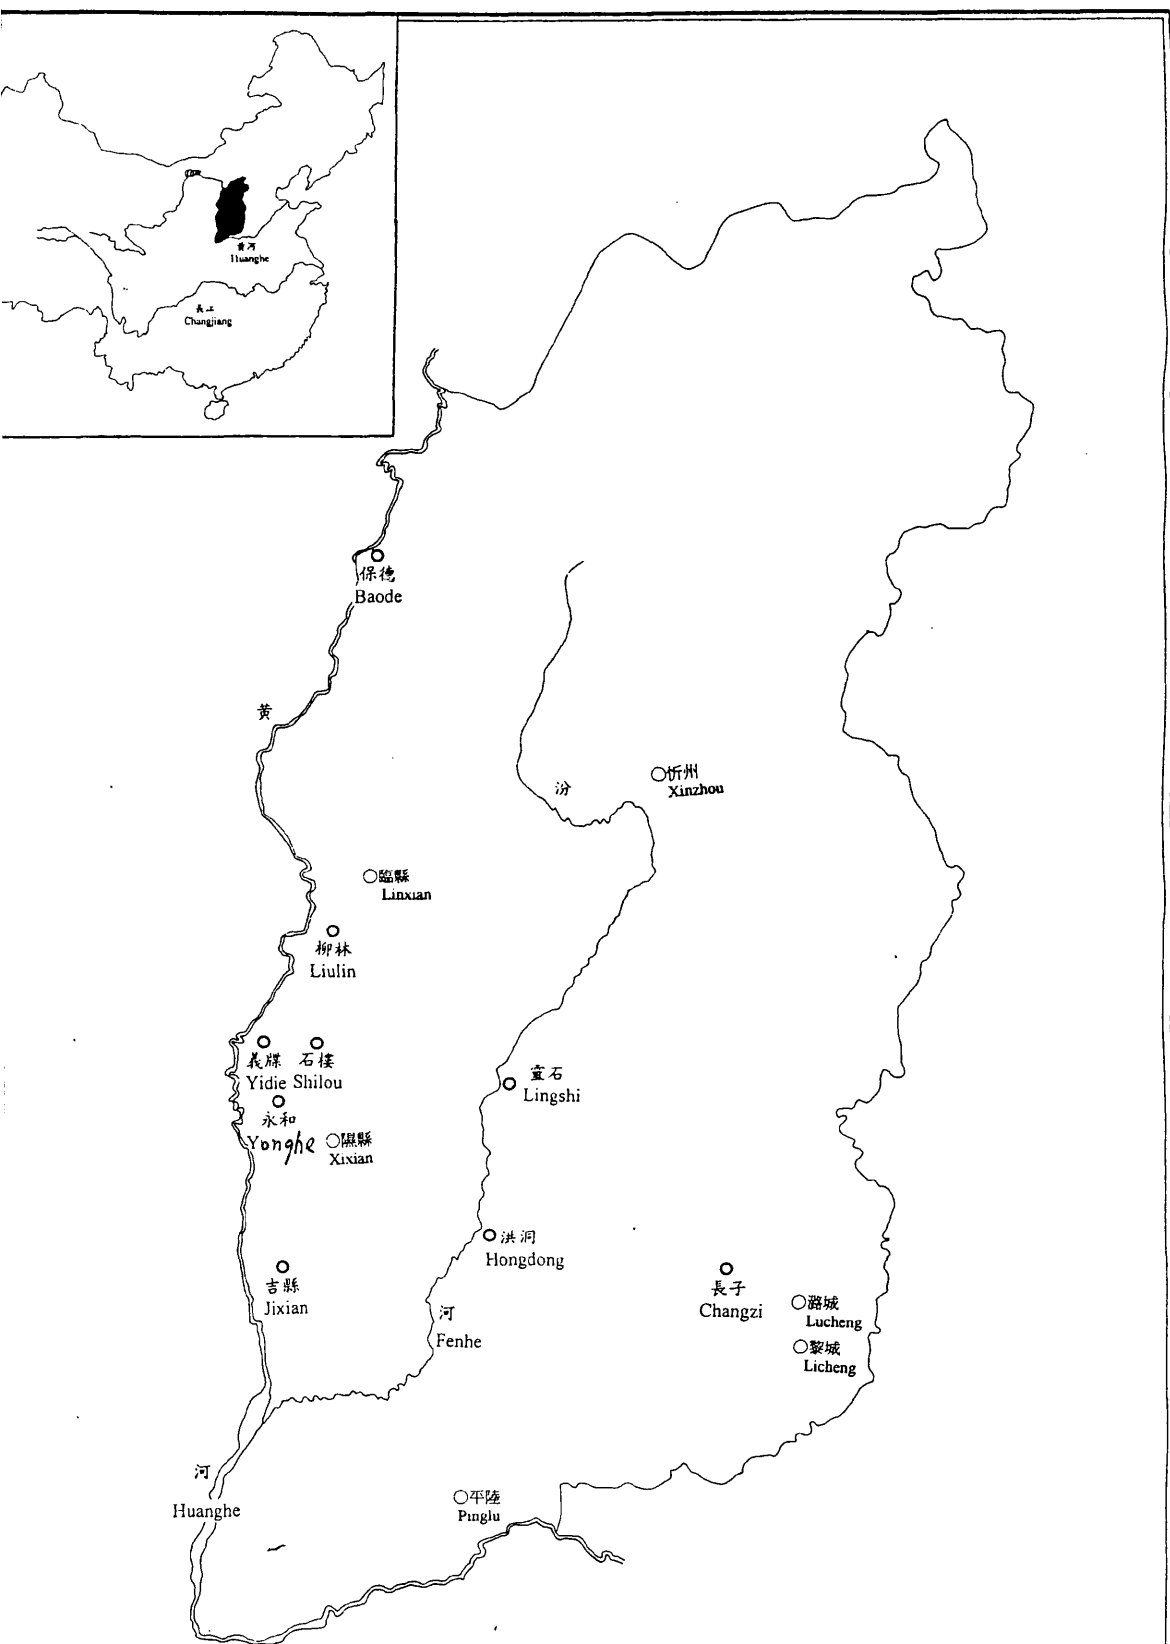 黄河
Huanghe
長江
Changjiang
保德
Baode
黄
忻州
Xinzhou
汾
臨縣
Linxian
柳林
Liulin
義牒 石樓
Yidie Shilou
靈石
Lingshi
永和
Yonghe
隰縣
Xixian
洪洞
Hongdong
吉縣
Jixian
長子
Changzi
潞城
Lucheng
河
Fenhe
黎城
Licheng
河
Huanghe
平陸
Pinglu